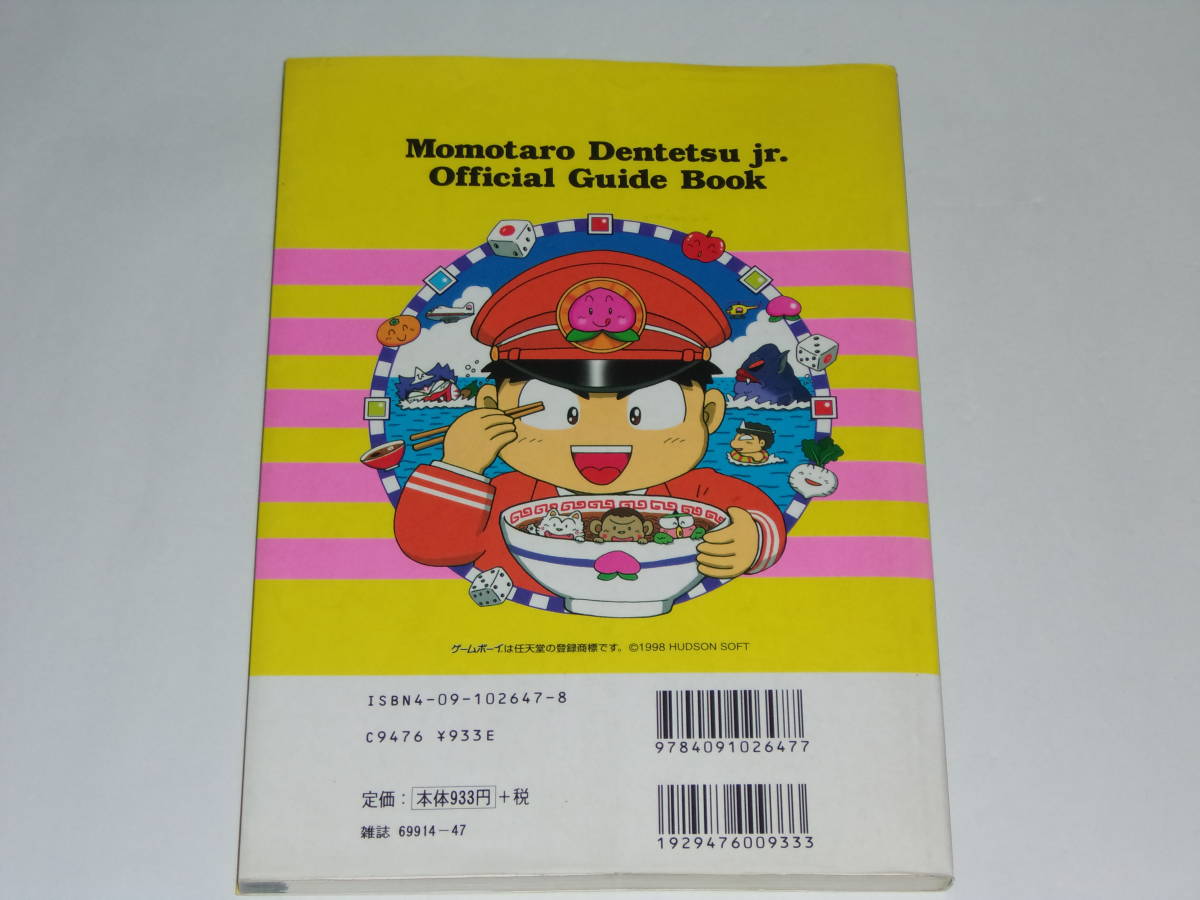 Momotaro Dentetsu jr.
Official Guide Book
ゲームボーイは任天堂の登録商標です。©1998 HUDSON SOFT
ISBN4-09-102647-8
C9476 ¥933E
9784091026477
定価：本体933円+税
雑誌 69914-47
1929476009333